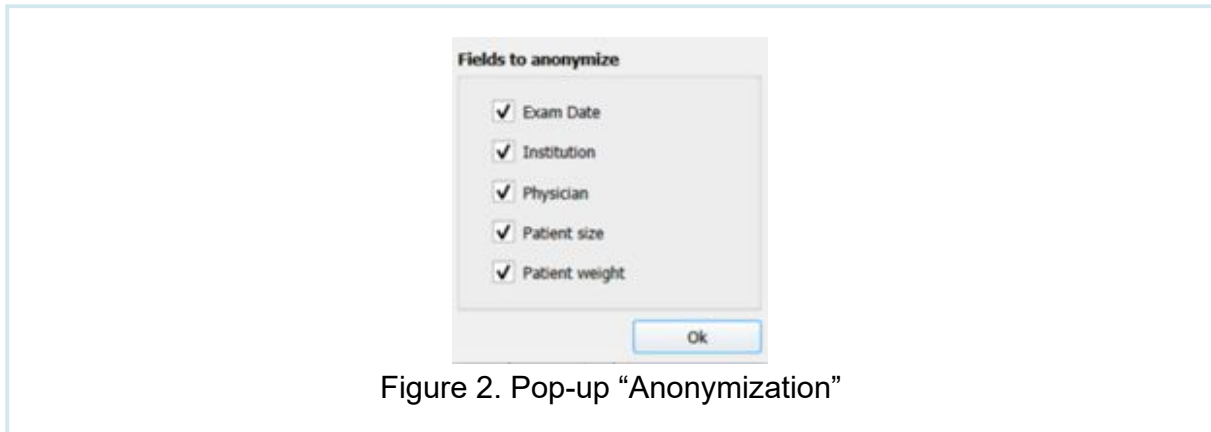 Fields to anonymize
Exam Date
Institution
Physician
Patient size
Patient weight
Ok
Figure 2. Pop-up “Anonymization”